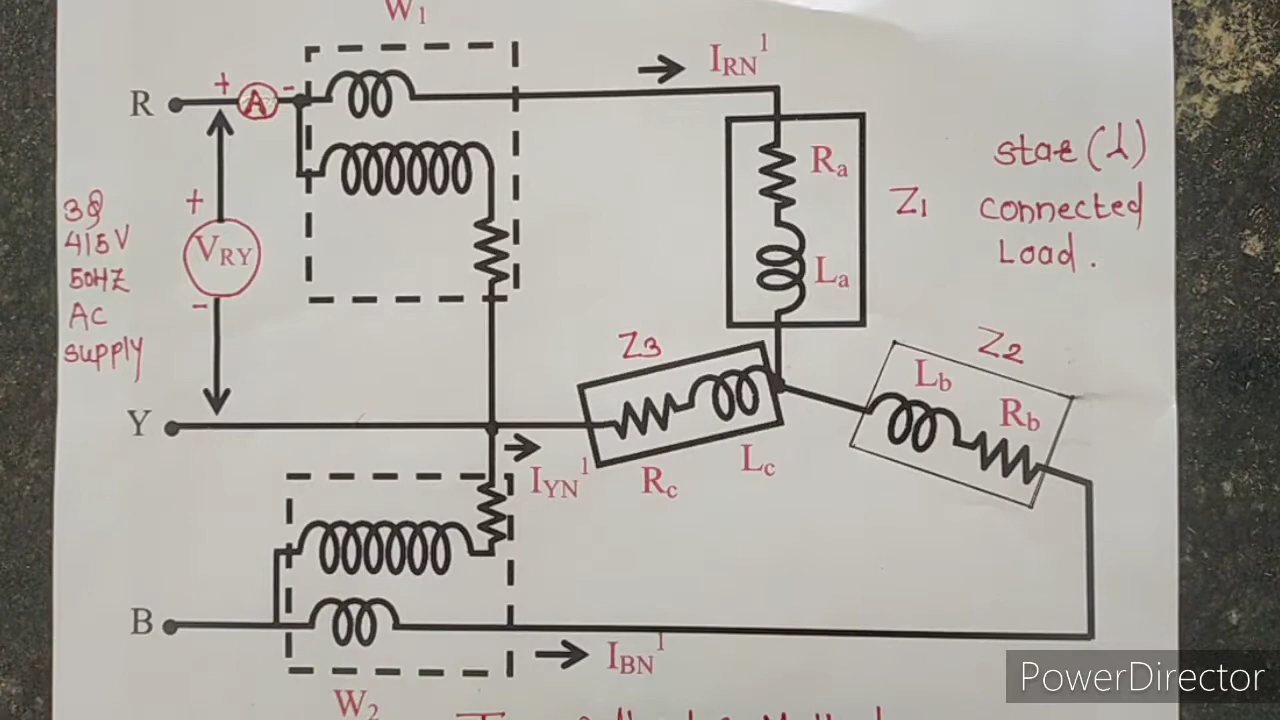 W1
R
+
A
-
IRN1
Ra
La
Z1
Star (⅄)
connected
Load.
3Φ
415V
50HZ
AC
supply
+
VRY
-
Z3
Z2
Lb
Rb
Y
IYN1
Rc
Lc
B
IBN1
W2
PowerDirector